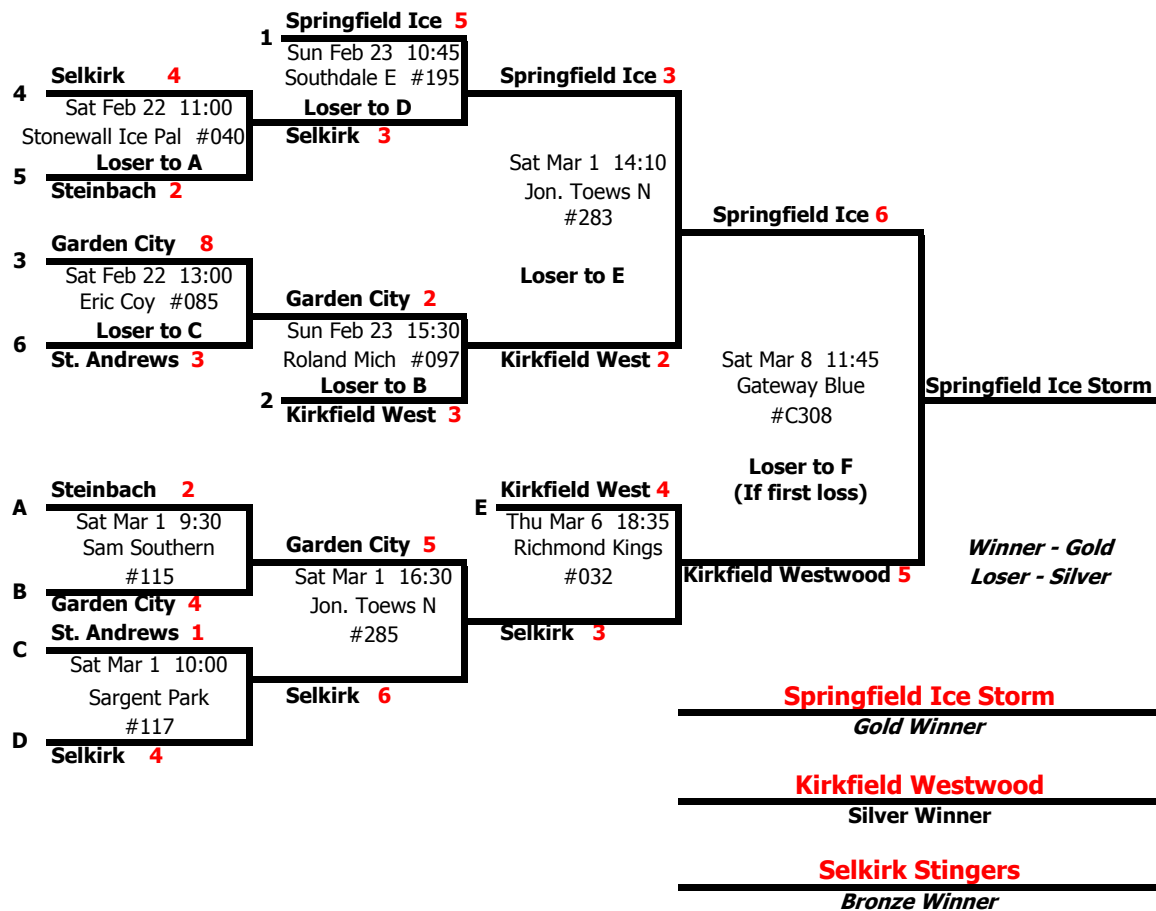 Springfield Ice 5
1
Sun Feb 23 10:45
Southdale E #195
Loser to D
Selkirk 3
Selkirk 4
4
Sat Feb 22 11:00
Stonewall Ice Pal #040
Loser to A
5
Steinbach 2
Springfield Ice 3
Sat Mar 1 14:10
Jon. Toews N
#283
Loser to E
Garden City 8
3
Sat Feb 22 13:00
Eric Coy #085
Loser to C
6
St. Andrews 3
Garden City 2
Sun Feb 23 15:30
Roland Mich #097
Loser to B
2
Kirkfield West 3
Kirkfield West 2
Springfield Ice 6
Sat Mar 8 11:45
Gateway Blue
#C308
Loser to F
(If first loss)
Springfield Ice Storm
Steinbach 2
A
Sat Mar 1 9:30
Sam Southern
#115
B
Garden City 4
St. Andrews 1
C
Sat Mar 1 10:00
Sargent Park
#117
D
Selkirk 4
Garden City 5
Sat Mar 1 16:30
Jon. Toews N
#285
Selkirk 6
Kirkfield West 4
E
Thu Mar 6 18:35
Richmond Kings
#032
Selkirk 3
Kirkfield Westwood 5
Winner - Gold
Loser - Silver
Springfield Ice Storm
Gold Winner
Kirkfield Westwood
Silver Winner
Selkirk Stingers
Bronze Winner